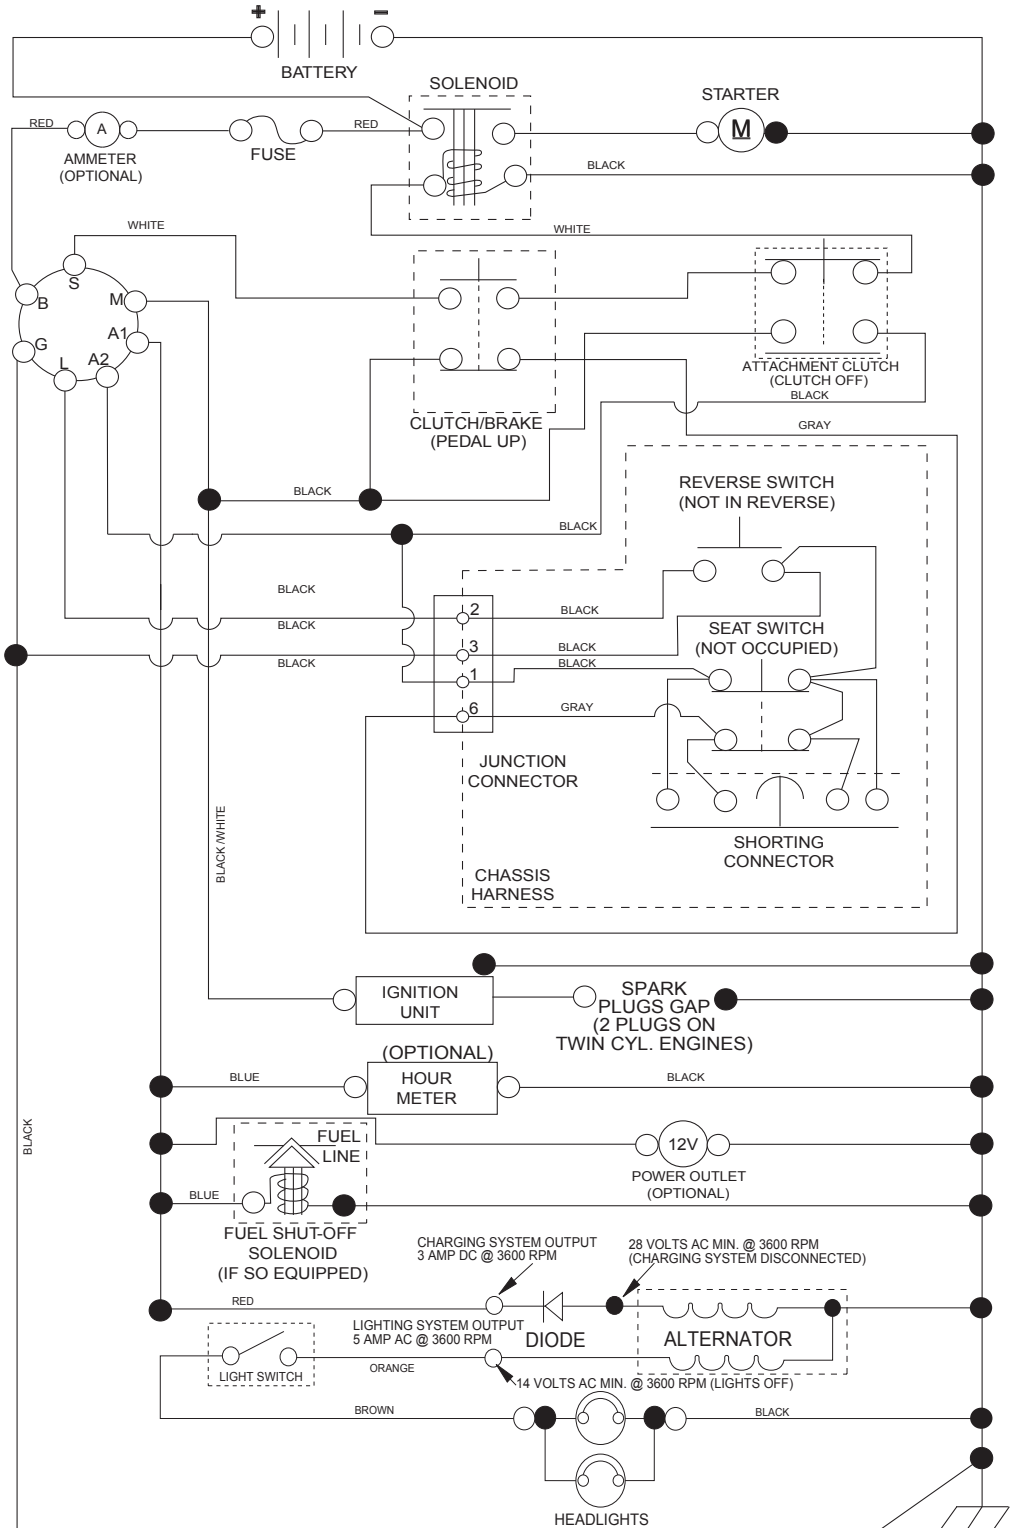 + −
BATTERY
SOLENOID
STARTER
RED
A
RED
M
AMMETER
(OPTIONAL)
FUSE
BLACK
WHITE
WHITE
S
B
M
A1
G
A2
L
ATTACHMENT CLUTCH
(CLUTCH OFF)
BLACK
CLUTCH/BRAKE
(PEDAL UP)
GRAY
REVERSE SWITCH
(NOT IN REVERSE)
BLACK
BLACK
BLACK
2
BLACK
BLACK
SEAT SWITCH
(NOT OCCUPIED)
3
BLACK
BLACK
BLACK
1
6
GRAY
JUNCTION
CONNECTOR
BLACK /WHITE
SHORTING
CONNECTOR
CHASSIS
HARNESS
IGNITION
UNIT
SPARK
PLUGS GAP
(2 PLUGS ON
TWIN CYL. ENGINES)
(OPTIONAL)
HOUR
METER
BLUE
BLACK
BLACK
FUEL
LINE
12V
POWER OUTLET
(OPTIONAL)
BLUE
FUEL SHUT-OFF
SOLENOID
(IF SO EQUIPPED)
CHARGING SYSTEM OUTPUT
3 AMP DC @ 3600 RPM
28 VOLTS AC MIN. @ 3600 RPM
(CHARGING SYSTEM DISCONNECTED)
RED
LIGHTING SYSTEM OUTPUT
5 AMP AC @ 3600 RPM
DIODE
ALTERNATOR
LIGHT SWITCH
ORANGE
14 VOLTS AC MIN. @ 3600 RPM (LIGHTS OFF)
BROWN
BLACK
HEADLIGHTS